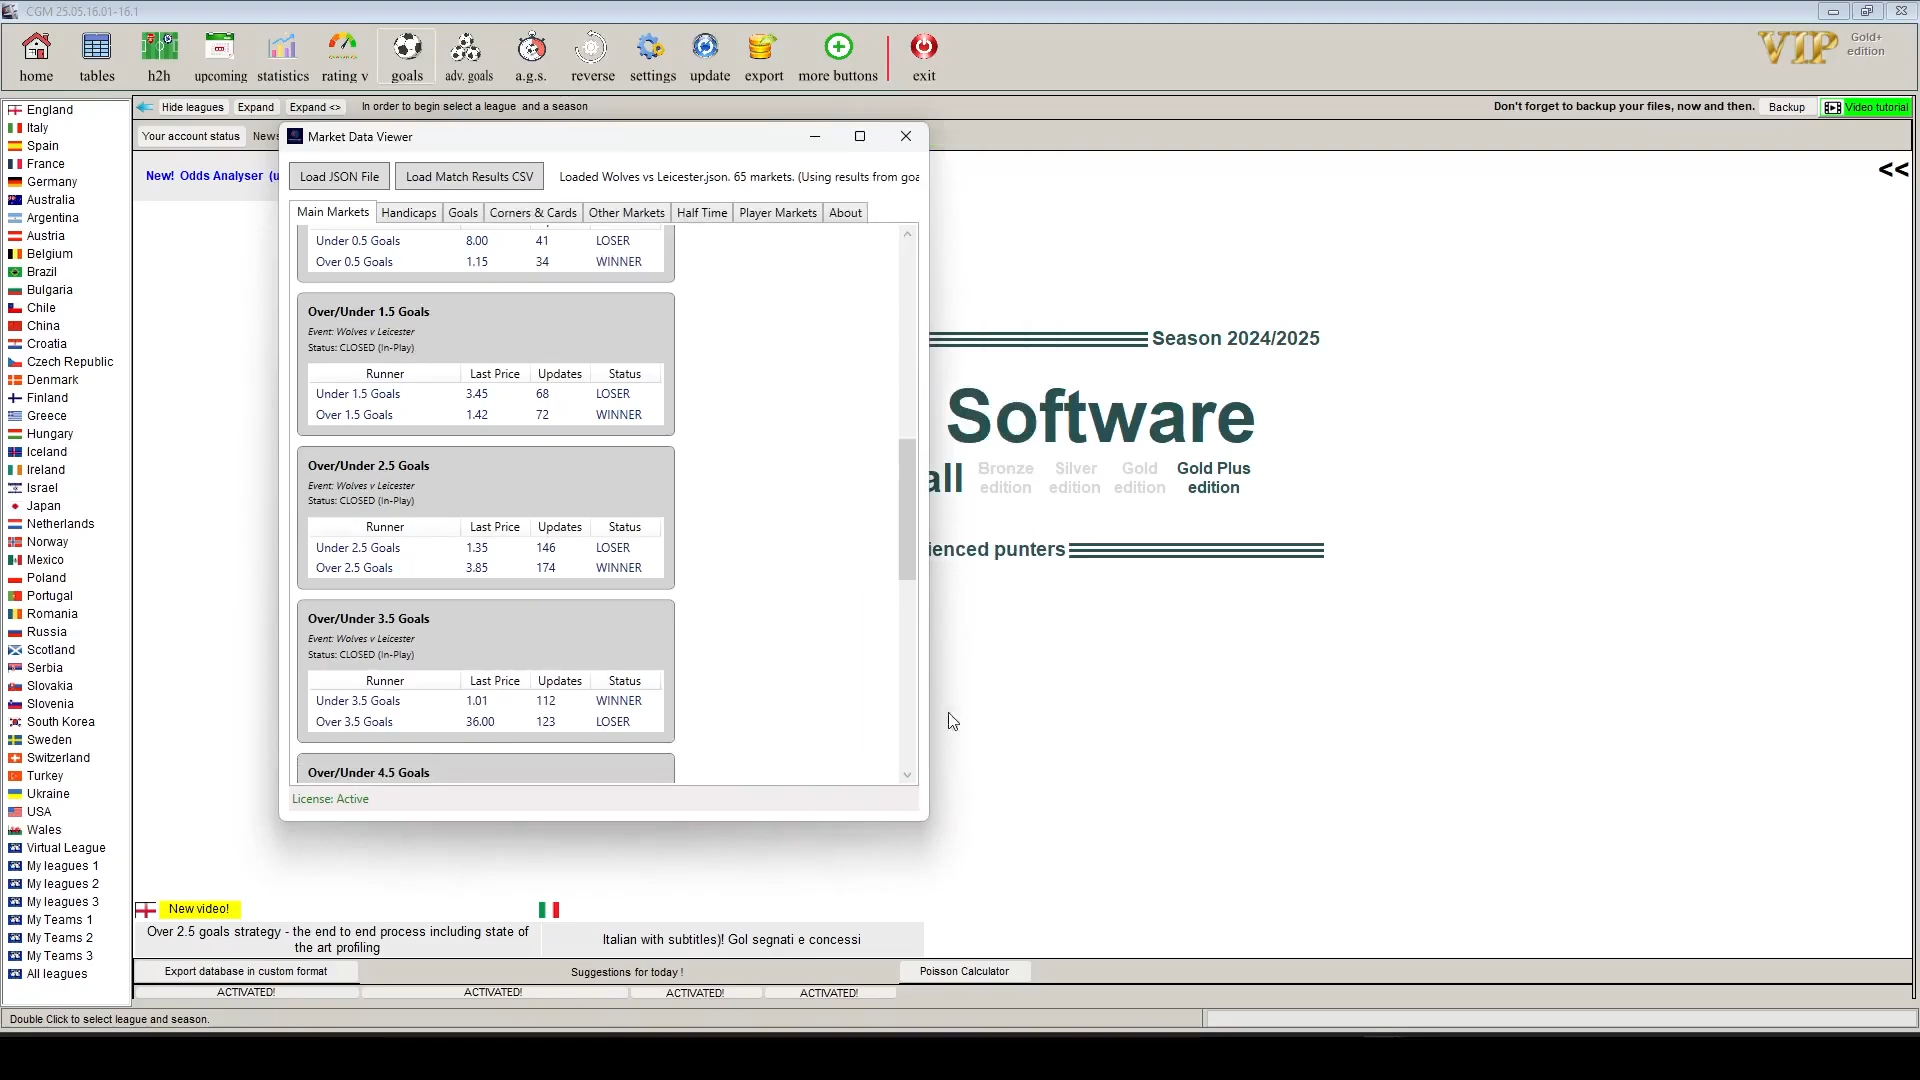 CGM 25.05.16.01-16.1
home
tables
h2h
upcoming
statistics
rating v
goals
adv. goals
a.g.s.
reverse
settings
update
export
more buttons
exit
VIP
Gold+
edition
Hide leagues
Expand
Expand <>
In order to begin select a league and a season
Don't forget to backup your files, now and then.
Backup
Video tutorial
Your account status
News
New! Odds Analyser (u
<<
England
Italy
Spain
France
Germany
Australia
Argentina
Austria
Belgium
Brazil
Bulgaria
Chile
China
Croatia
Czech Republic
Denmark
Finland
Greece
Hungary
Iceland
Ireland
Israel
Japan
Netherlands
Norway
Mexico
Poland
Portugal
Romania
Russia
Scotland
Serbia
Slovakia
Slovenia
South Korea
Sweden
Switzerland
Turkey
Ukraine
USA
Wales
Virtual League
My leagues 1
My leagues 2
My leagues 3
My Teams 1
My Teams 2
My Teams 3
All leagues
Market Data Viewer
Load JSON File
Load Match Results CSV
Loaded Wolves vs Leicester.json. 65 markets. (Using results from goa
Main Markets
Handicaps
Goals
Corners & Cards
Other Markets
Half Time
Player Markets
About
Under 0.5 Goals 8.00 41 LOSER
Over 0.5 Goals 1.15 34 WINNER
Over/Under 1.5 Goals
Event: Wolves v Leicester
Status: CLOSED (In-Play)
Runner Last Price Updates Status
Under 1.5 Goals 3.45 68 LOSER
Over 1.5 Goals 1.42 72 WINNER
Over/Under 2.5 Goals
Event: Wolves v Leicester
Status: CLOSED (In-Play)
Runner Last Price Updates Status
Under 2.5 Goals 1.35 146 LOSER
Over 2.5 Goals 3.85 174 WINNER
Over/Under 3.5 Goals
Event: Wolves v Leicester
Status: CLOSED (In-Play)
Runner Last Price Updates Status
Under 3.5 Goals 1.01 112 WINNER
Over 3.5 Goals 36.00 123 LOSER
Over/Under 4.5 Goals
License: Active
Season 2024/2025
Software
all
Bronze
edition
Silver
edition
Gold
edition
Gold Plus
edition
ienced punters
New video!
Over 2.5 goals strategy - the end to end process including state of
the art profiling
Italian with subtitles)! Gol segnati e concessi
Export database in custom format
Suggestions for today !
Poisson Calculator
ACTIVATED!
ACTIVATED!
ACTIVATED!
ACTIVATED!
Double Click to select league and season.